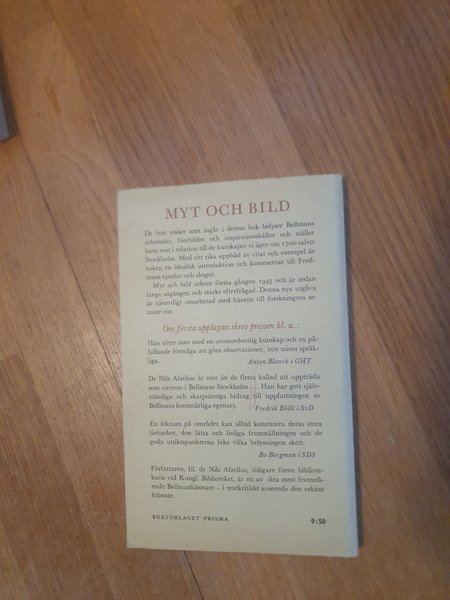 MYT OCH BILD
De fem essäer som ingår i denna bok belyser Bellmans
arbetssätt, förebilder och inspirationskällor och ställer
hans text i relation till de kunskaper vi äger om 1700-talets
Stockholm. Med sitt rika uppbåd av citat och exempel är
boken en idealisk introduktion och kommentar till Fred-
mans epistlar och sånger.
Myt och bild utkom första gången 1945 och är sedan
länge utgången och starkt efterfrågad. Denna nya utgåva
är väsentligt omarbetad med hänsyn till forskningens se-
naste rön.
Om första upplagan skrev pressen bl. a.:
Han sitter inne med en utomordentlig kunskap och en på-
fallande förmåga att göra observationer, inte minst språk-
liga.
Anton Blanck i GHT
Dr Nils Afzelius är mer än de flesta kallad att uppträda
som ciceron i Bellmans Stockholm ... Han har gett själv-
ständiga och skarpsinniga bidrag till uppfattningen av
Bellmans konstnärliga egenart.
Fredrik Böök i SvD
En lekman på området kan alltid konstatera deras stora
läsbarhet, den lätta och livliga framställningen och de
goda utsiktspunkterna från vilka belysningen skett.
Bo Bergman i SDS
Författaren, fil. dr Nils Afzelius, tidigare förste bibliote-
karie vid Kungl. Biblioteket, är en av våra mest framstå-
ende Bellmankännare – i textkritiskt avseende den erkänt
främste.
BOKFÖRLAGET PRISMA
9:50